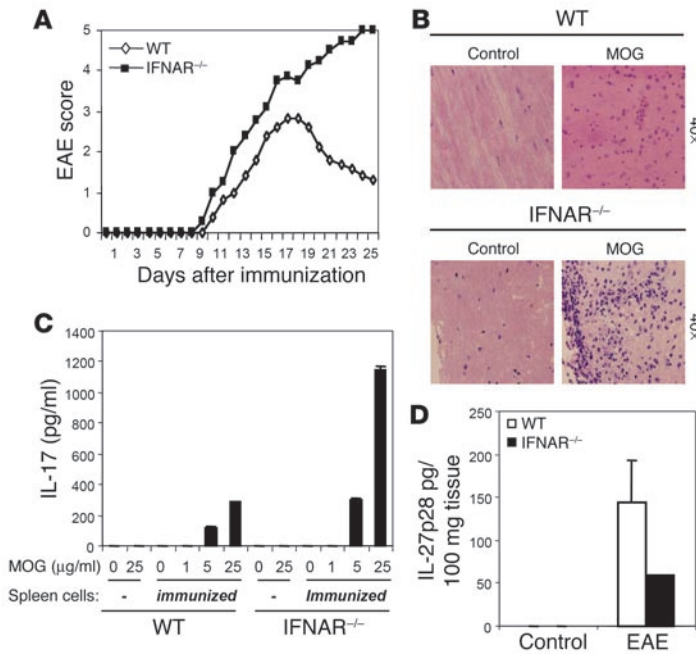 A
WT
IFNAR⁻/⁻
EAE score
5
4
3
2
1
0
1 3 5 7 9 11 13 15 17 19 21 23 25
Days after immunization
B
WT
Control MOG
40×
IFNAR⁻/⁻
Control MOG
40×
C
IL-17 (pg/ml)
1400
1200
1000
800
600
400
200
0
MOG (µg/ml) 0 25 0 1 5 25 0 25 0 1 5 25
Spleen cells: - immunized - Immunized
WT IFNAR⁻/⁻
D
WT
IFNAR⁻/⁻
IL-27p28 pg/
100 mg tissue
250
200
150
100
50
0
Control EAE